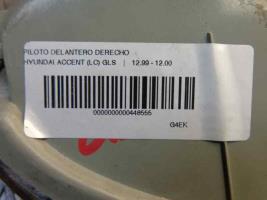 PILOTO DELANTERO DERECHO
HYUNDAI ACCENT (LC) GLS | 12.99 - 12.00
0000000000448555
G4EK